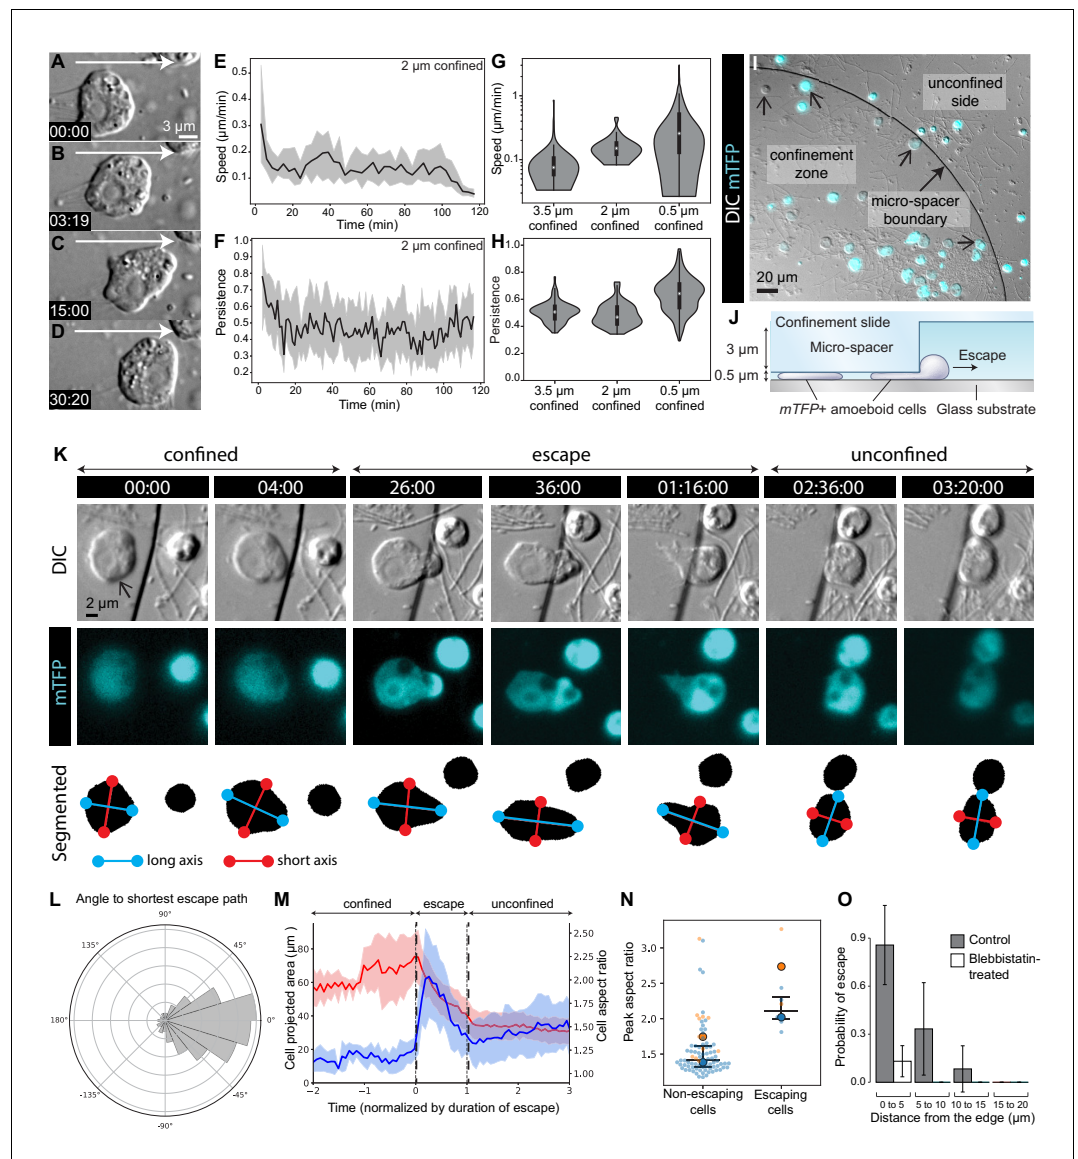 A
00:00
3 µm
B
03:19
C
15:00
D
30:20
E
2 µm confined
Speed (µm/min)
0.5
0.4
0.3
0.2
0.1
0 20 40 60 80 100 120
Time (min)
F
2 µm confined
Persistence
1.0
0.9
0.8
0.7
0.6
0.5
0.4
0.3
0.2
0 20 40 60 80 100 120
Time (min)
G
Speed (µm/min)
1
0.1
3.5 µm confined
2 µm confined
0.5 µm confined
H
Persistence
1.0
0.8
0.6
0.4
0.2
0.0
3.5 µm confined
2 µm confined
0.5 µm confined
I
DIC mTFP
unconfined side
confinement zone
micro-spacer boundary
20 µm
J
Confinement slide
Micro-spacer
3 µm
0.5 µm
Escape
mTFP+ amoeboid cells
Glass substrate
K
confined
escape
unconfined
00:00 04:00 26:00 36:00 01:16:00 02:36:00 03:20:00
DIC
2 µm
mTFP
Segmented
long axis
short axis
L
Angle to shortest escape path
90°
135° 45°
180° 0°
-135° -45°
-90°
M
confined escape unconfined
Cell projected area (µm )
80
60
40
20
0
Cell aspect ratio
2.50
2.25
2.00
1.75
1.50
1.25
1.00
−2 −1 0 1 2 3
Time (normalized by duration of escape)
N
Peak aspect ratio
3.0
2.5
2.0
1.5
Non-escaping cells
Escaping cells
O
Control
Blebbistatin-treated
Probability of escape
0.9
0.6
0.3
0.0
0 to 5
5 to 10
10 to 15
15 to 20
Distance from the edge (µm)